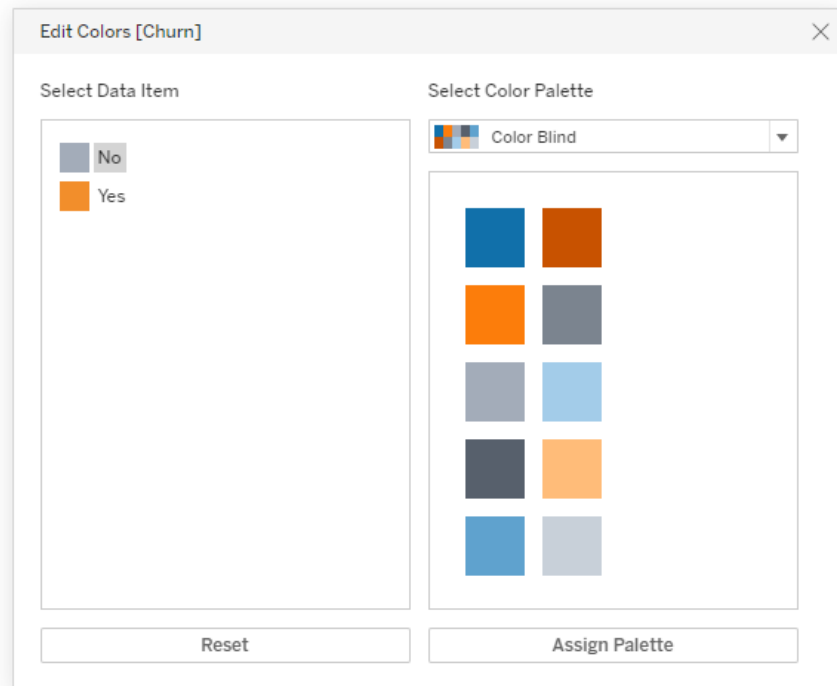 Edit Colors [Churn]
Select Data Item
Select Color Palette
No
Yes
Color Blind
Reset
Assign Palette